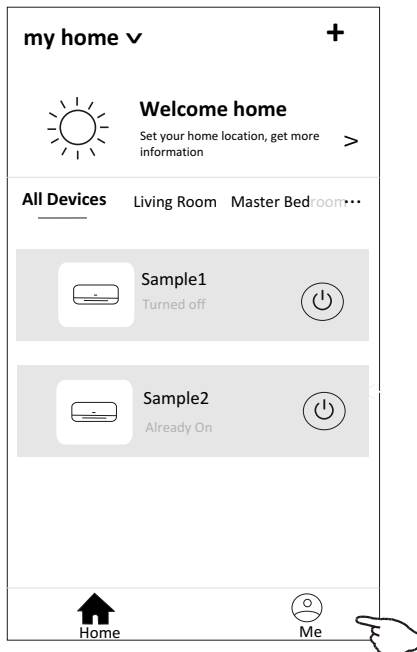 my home
Welcome home
Set your home location, get more
information
All Devices Living Room Master Bedroom ...
Sample1
Turned off
Sample2
Already On
Home Me